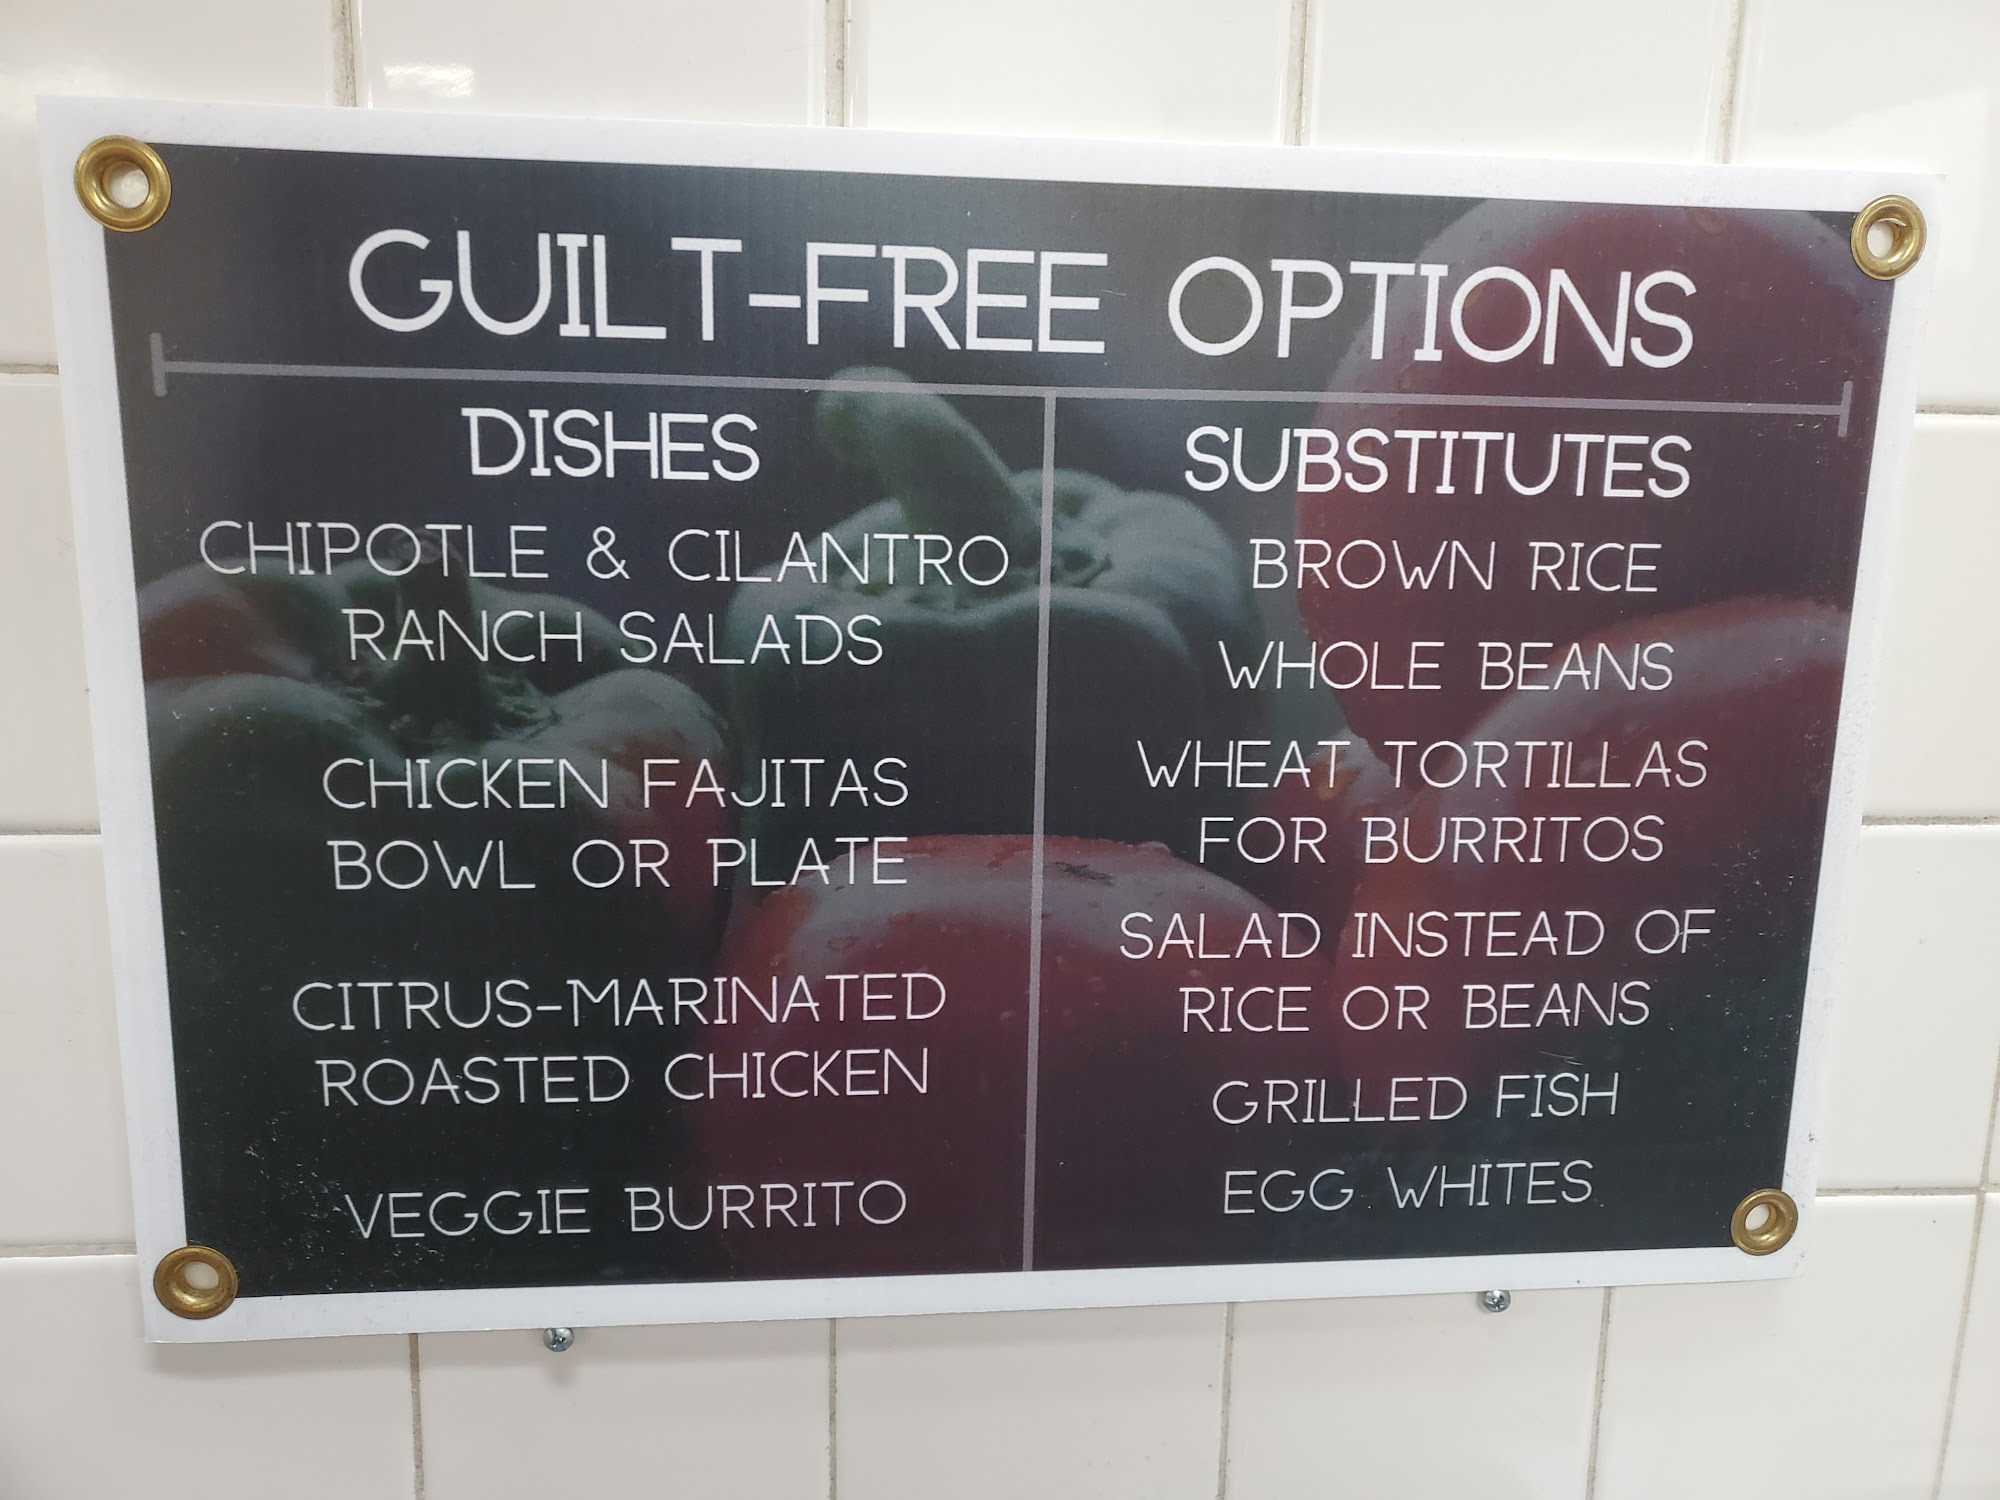 GUILT-FREE OPTIONS
DISHES
CHIPOTLE & CILANTRO
RANCH SALADS
CHICKEN FAJITAS
BOWL OR PLATE
CITRUS-MARINATED
ROASTED CHICKEN
VEGGIE BURRITO
SUBSTITUTES
BROWN RICE
WHOLE BEANS
WHEAT TORTILLAS
FOR BURRITOS
SALAD INSTEAD OF
RICE OR BEANS
GRILLED FISH
EGG WHITES